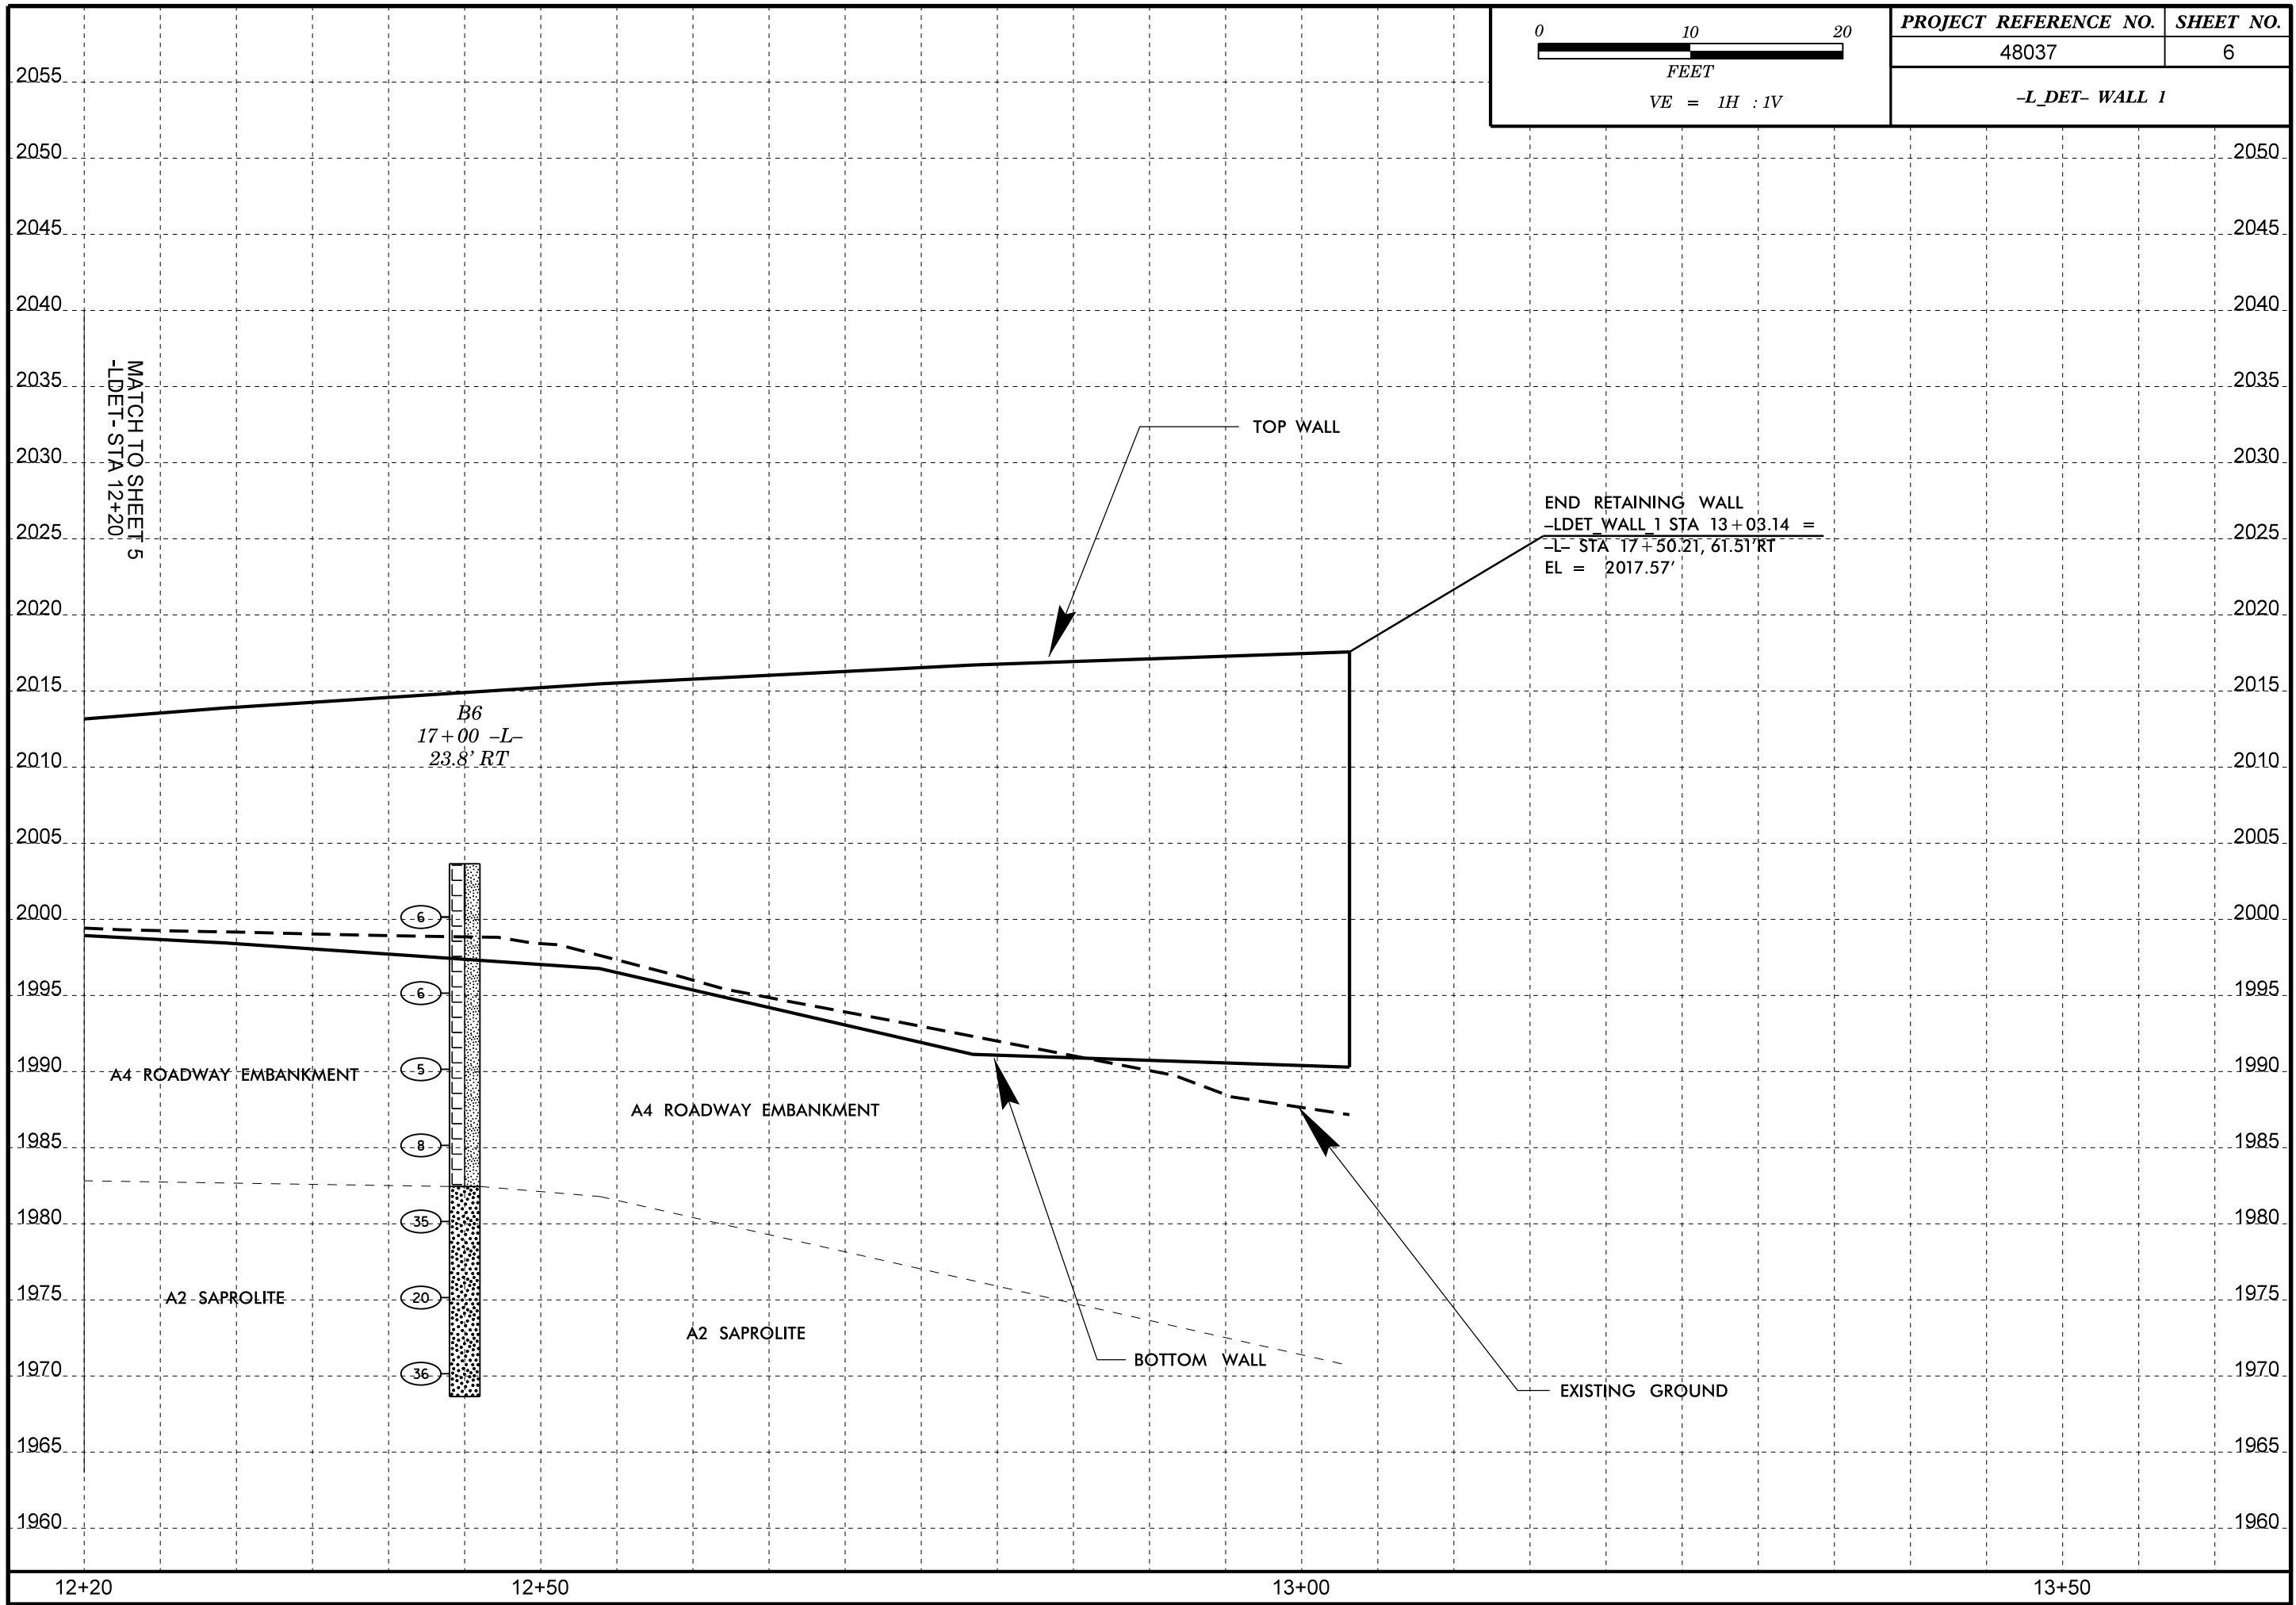 0 10 20
FEET
VE = 1H : 1V
PROJECT REFERENCE NO. SHEET NO.
48037 6
-L_DET- WALL 1
2055
2050 2050
2045 2045
2040 2040
2035 2035
2030 2030
2025 2025
2020 2020
2015 2015
2010 2010
2005 2005
2000 2000
1995 1995
1990 1990
1985 1985
1980 1980
1975 1975
1970 1970
1965 1965
1960 1960
MATCH TO SHEET 5
-LDET- STA 12+20
TOP WALL
END RETAINING WALL
-LDET_WALL_1 STA 13+03.14 =
-L- STA 17+50.21, 61.51'RT
EL = 2017.57'
B6
17+00 -L-
23.8' RT
6
6
5
8
35
20
36
A4 ROADWAY EMBANKMENT
A4 ROADWAY EMBANKMENT
A2 SAPROLITE
A2 SAPROLITE
BOTTOM WALL
EXISTING GROUND
12+20 12+50 13+00 13+50